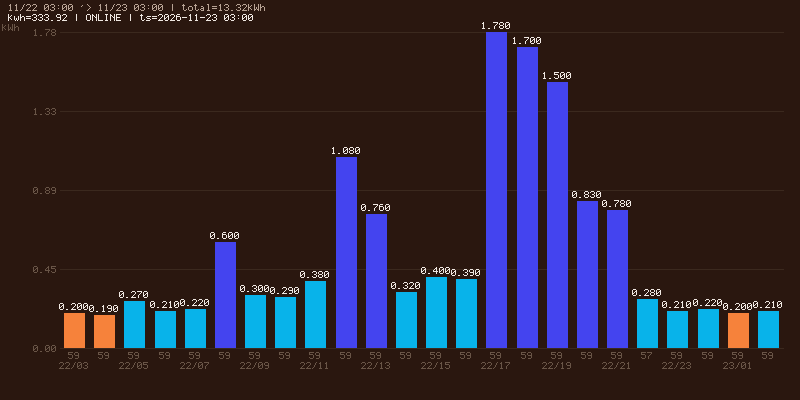 11/22 03:00 -> 11/23 03:00 | total=13.32KWh
Kwh=333.92 | ONLINE | ts=2026-11-23 03:00
KWh
1.78
1.33
0.89
0.45
0.00
0.200 0.190 0.270 0.210 0.220 0.600 0.300 0.290 0.380 1.080 0.760 0.320 0.400 0.390 1.780 1.700 1.500 0.830 0.780 0.280 0.210 0.220 0.200 0.210
59 59 59 59 59 59 59 59 59 59 59 59 59 59 59 59 59 59 59 57 59 59 59 59
22/03 22/05 22/07 22/09 22/11 22/13 22/15 22/17 22/19 22/21 22/23 23/01